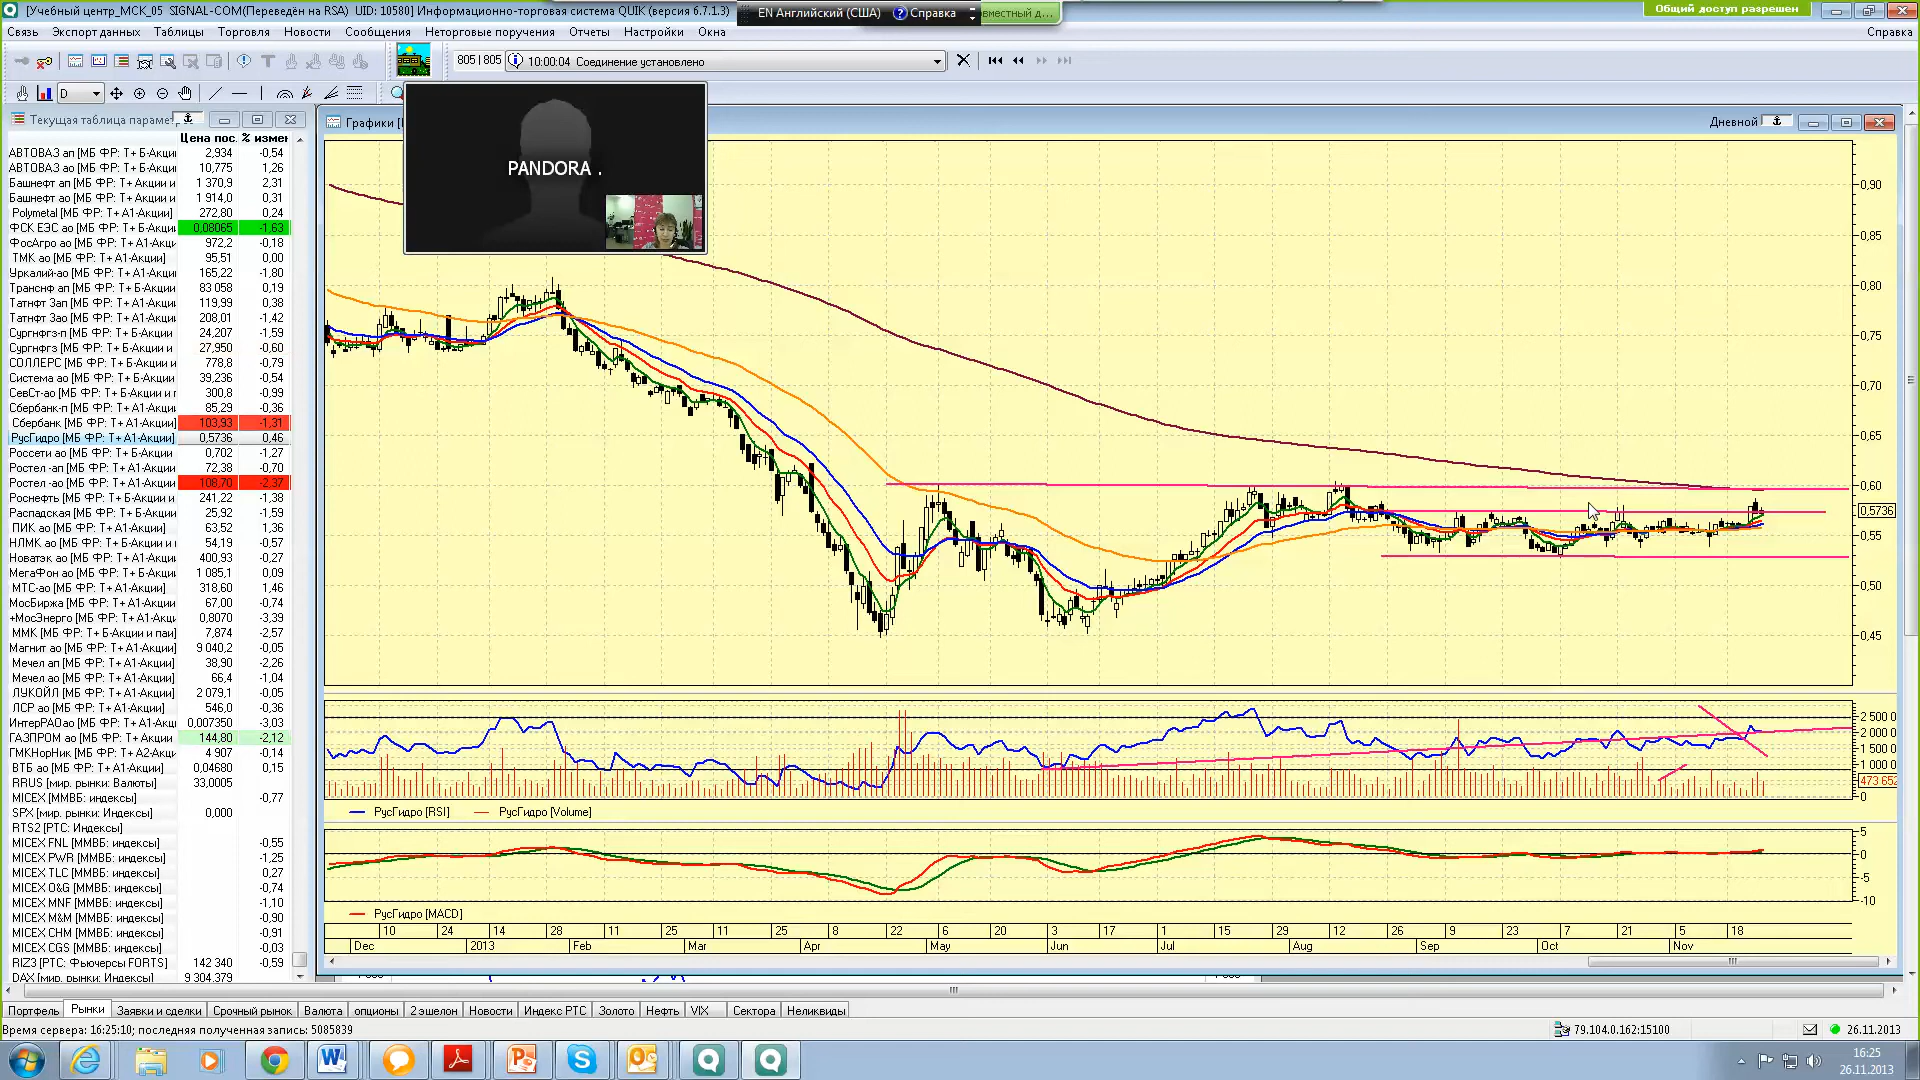 [Учебный центр_МСК_05 SIGNAL-COM(Переведён на RSA) UID: 10580] Информационно-торговая система QUIK (версия 6.7.1.3)
EN Английский (США) Справка
Общий доступ разрешен
Связь Экспорт данных Таблицы Торговля Новости Сообщения Неторговые поручения Отчеты Настройки Окна Справка
805|805 10:00:04 Соединение установлено
D
Текущая таблица параме
Цена пос. % измен
АВТОВАЗ ап [МБ ФР: Т+ Б-Акци 2,934 -0,54
АВТОВАЗ ао [МБ ФР: Т+ Б-Акци 10,775 1,26
Башнефт ап [МБ ФР: Т+ Акции и 1 370,9 2,31
Башнефт ао [МБ ФР: Т+ Акции и 1 914,0 0,31
Polymetal [МБ ФР: Т+ А1-Акции] 272,80 0,24
ФСК ЕЭС ао [МБ ФР: Т+ А1-Акци 0,08065 -1,63
ФосАгро ао [МБ ФР: Т+ А1-Акци 972,2 -0,18
ТМК ао [МБ ФР: Т+ А1-Акции] 95,51 0,00
Уркалий-ао [МБ ФР: Т+ А1-Акци 165,22 -1,80
Транснф ап [МБ ФР: Т+ Б-Акци 83 058 0,19
Татнфт 3ап [МБ ФР: Т+ Б-Акци 119,99 0,38
Татнфт 3ао [МБ ФР: Т+ А1-Акци 208,01 -1,42
Сургнфгз-п [МБ ФР: Т+ Б-Акци 24,207 -1,59
Сургнфгз [МБ ФР: Т+ Б-Акции и 27,950 -0,60
СОЛЛЕРС [МБ ФР: Т+ Б-Акции и 778,8 -0,79
Система ао [МБ ФР: Т+ А1-Акци 39,236 -0,54
СевСт-ао [МБ ФР: Т+ Б-Акции и г 300,8 -0,99
Сбербанк-п [МБ ФР: Т+ А1-Акци 85,29 -0,36
Сбербанк [МБ ФР: Т+ А1-Акции] 103,93 -1,31
РусГидро [МБ ФР: Т+ А1-Акции] 0,5736 0,46
Россети ао [МБ ФР: Т+ А1-Акци 0,702 -1,27
Ростел -ап [МБ ФР: Т+ А1-Акци 72,38 -0,70
Ростел -ао [МБ ФР: Т+ А1-Акции 108,70 -2,37
Роснефть [МБ ФР: Т+ Б-Акции и 241,22 -1,38
Распадская [МБ ФР: Т+ Б-Акции 25,92 -1,59
ПИК ао [МБ ФР: Т+ А1-Акции] 63,52 1,36
НЛМК ао [МБ ФР: Т+ Б-Акции и 54,19 -0,57
Новатэк ао [МБ ФР: Т+ А1-Акци 400,93 -0,27
МегаФон ао [МБ ФР: Т+ Б-Акции 1 085,1 0,09
МТС-ао [МБ ФР: Т+ А1-Акции] 318,60 1,46
МосБиржа [МБ ФР: Т+ А1-Акции 67,00 -0,74
+МосЭнерго [МБ ФР: Т+ А1-Акци 0,8070 -3,39
ММК [МБ ФР: Т+ Б-Акции и паи] 7,874 -2,57
Магнит ао [МБ ФР: Т+ А1-Акции] 9 040,2 -0,05
Мечел ап [МБ ФР: Т+ А1-Акции] 38,90 -2,26
Мечел ао [МБ ФР: Т+ А1-Акции] 66,4 -1,04
ЛУКОЙЛ [МБ ФР: Т+ А1-Акции] 2 079,1 -0,05
ЛСР ао [МБ ФР: Т+ А1-Акции] 546,0 -0,36
ИнтерРАОао [МБ ФР: Т+ А1-Акц 0,007350 -3,03
ГАЗПРОМ ао [МБ ФР: Т+ А1-Акци 144,80 -2,12
ГМКНорНик [МБ ФР: Т+ А2-Акци 4 907 -0,14
ВТБ ао [МБ ФР: Т+ А1-Акции] 0,04680 0,15
RRUS [мир. рынки: Валюты] 33,0005
MICEX [ММВБ: индексы] -0,77
SPX [мир. рынки: Индексы] 0,000
RTS2 [РТС: Индексы]
MICEX FNL [ММВБ: индексы] -0,55
MICEX PWR [ММВБ: индексы] -1,25
MICEX TLC [ММВБ: индексы] 0,27
MICEX O&G [ММВБ: индексы] -0,74
MICEX MNF [ММВБ: индексы] -1,10
MICEX M&M [ММВБ: индексы] -0,90
MICEX CHM [ММВБ: индексы] -0,91
MICEX CGS [ММВБ: индексы] -0,03
RIZ3 [РТС: Фьючерсы FORTS] 142 340 -0,59
DAX [мир. рынки: Индексы] 9 304,379
Графики
PANDORA .
Дневной
0,90
0,85
0,80
0,75
0,70
0,65
0,60
0,5736
0,55
0,50
0,45
2 500 0
2 000 0
1 500 0
1 000 0
473 652
0
РусГидро [RSI] РусГидро [Volume]
5
0
-5
-10
РусГидро [MACD]
10 24 14 28 11 25 11 25 8 22 6 20 3 17 1 15 29 12 26 9 23 7 21 5 18
Dec 2013 Feb Mar Apr May Jun Jul Aug Sep Oct Nov
Портфель Рынки Заявки и сделки Срочный рынок Валюта опционы 2 эшелон Новости Индекс РТС Золото Нефть VIX Сектора Неликвиды
Время сервера: 16:25:10; последняя полученная запись: 5085839 79.104.0.162:15100 26.11.2013
16:25
26.11.2013